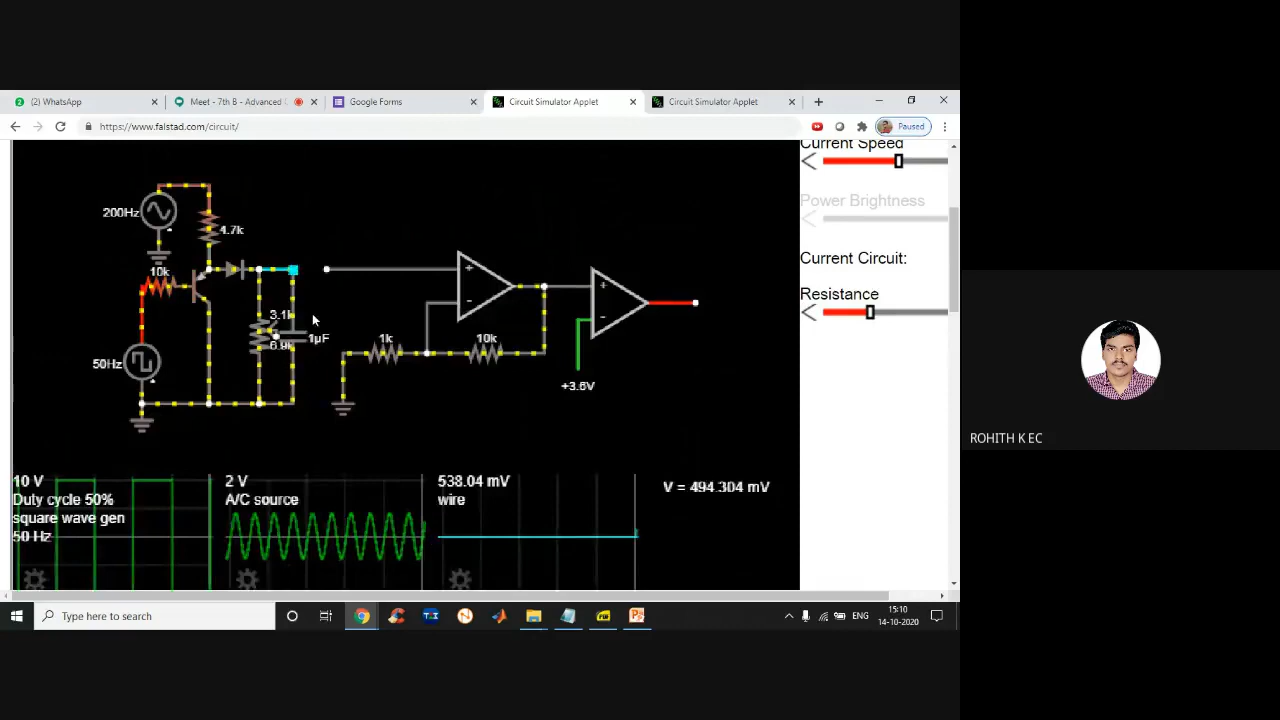 (2) WhatsApp
Meet - 7th B - Advanced
Google Forms
Circuit Simulator Applet
Circuit Simulator Applet
https://www.falstad.com/circuit/
Paused
Current Speed
Power Brightness
Current Circuit:
Resistance
200Hz
4.7k
10k
3.1k
6.9k
1µF
50Hz
1k
10k
+3.6V
10 V
Duty cycle 50%
square wave gen
50 Hz
2 V
A/C source
538.04 mV
wire
V = 494.304 mV
ROHITH K EC
Type here to search
ENG
15:10
14-10-2020